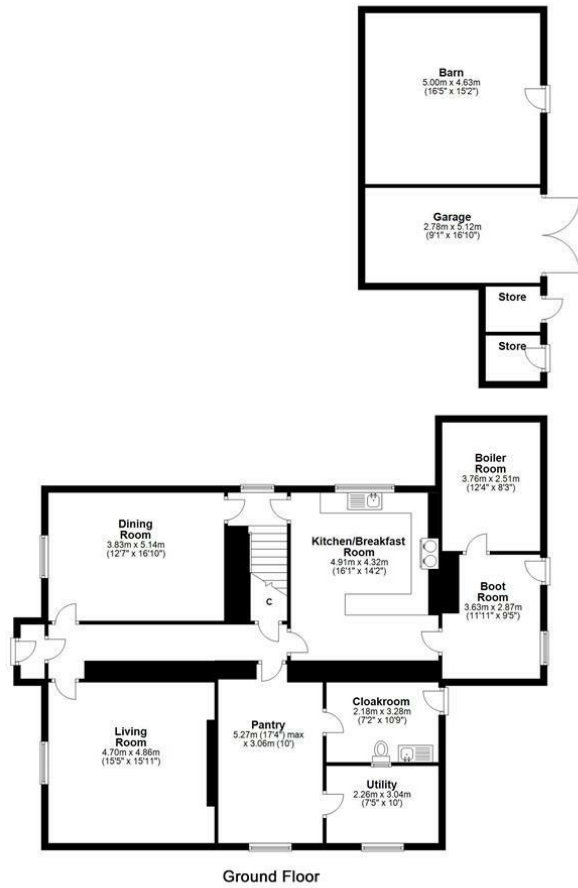 Barn
5.00m x 4.63m
(16'5" x 15'2")
Garage
2.78m x 5.12m
(9'1" x 16'10")
Store
Store
Boiler
Room
3.76m x 2.51m
(12'4" x 8'3")
Dining
Room
3.83m x 5.14m
(12'7" x 16'10")
Kitchen/Breakfast
Room
4.91m x 4.32m
(16'1" x 14'2")
Boot
Room
3.63m x 2.87m
(11'11" x 9'5")
C
Living
Room
4.70m x 4.86m
(15'5" x 15'11")
Pantry
5.27m (17'4") max
x 3.06m (10')
Cloakroom
2.18m x 3.28m
(7'2" x 10'9")
Utility
2.26m x 3.04m
(7'5" x 10')
Ground Floor